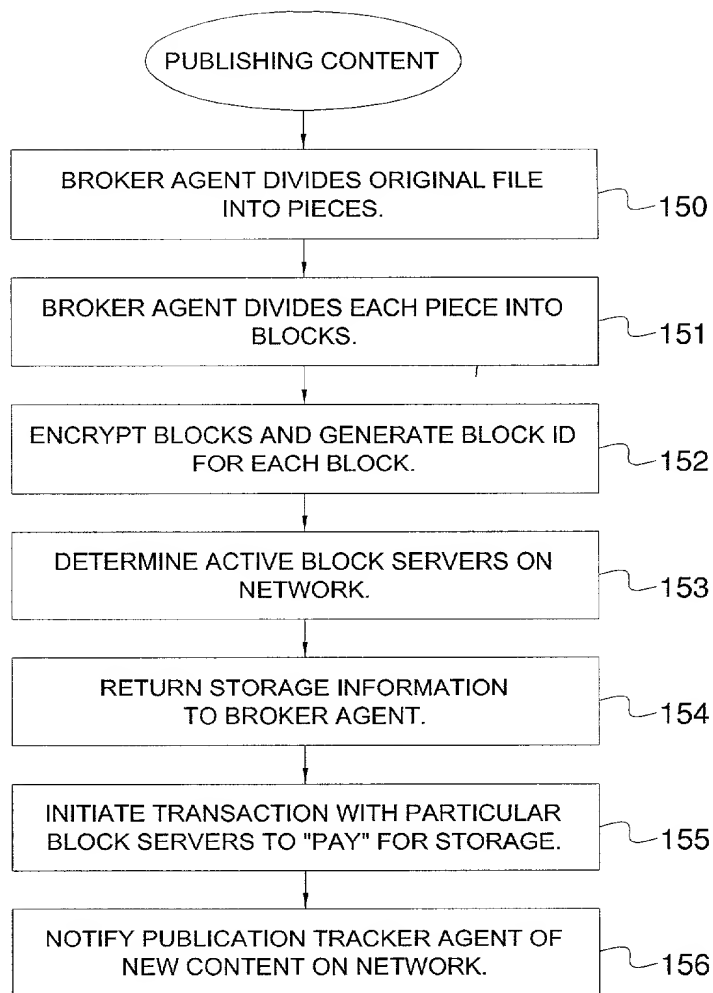 PUBLISHING CONTENT
BROKER AGENT DIVIDES ORIGINAL FILE
INTO PIECES.
150
BROKER AGENT DIVIDES EACH PIECE INTO
BLOCKS.
151
ENCRYPT BLOCKS AND GENERATE BLOCK ID
FOR EACH BLOCK.
152
DETERMINE ACTIVE BLOCK SERVERS ON
NETWORK.
153
RETURN STORAGE INFORMATION
TO BROKER AGENT.
154
INITIATE TRANSACTION WITH PARTICULAR
BLOCK SERVERS TO "PAY" FOR STORAGE.
155
NOTIFY PUBLICATION TRACKER AGENT OF
NEW CONTENT ON NETWORK.
156